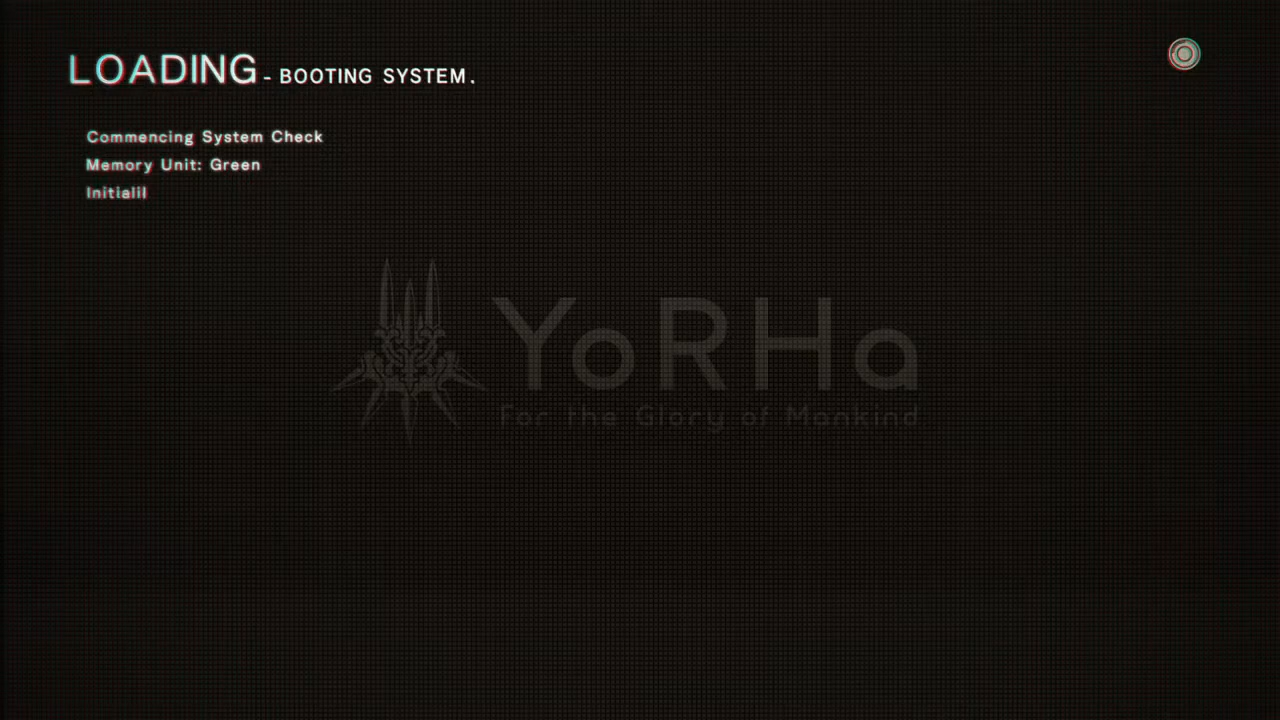 LOADING - BOOTING SYSTEM.
Commencing System Check
Memory Unit: Green
Initialil
YoRHa
For the Glory of Mankind